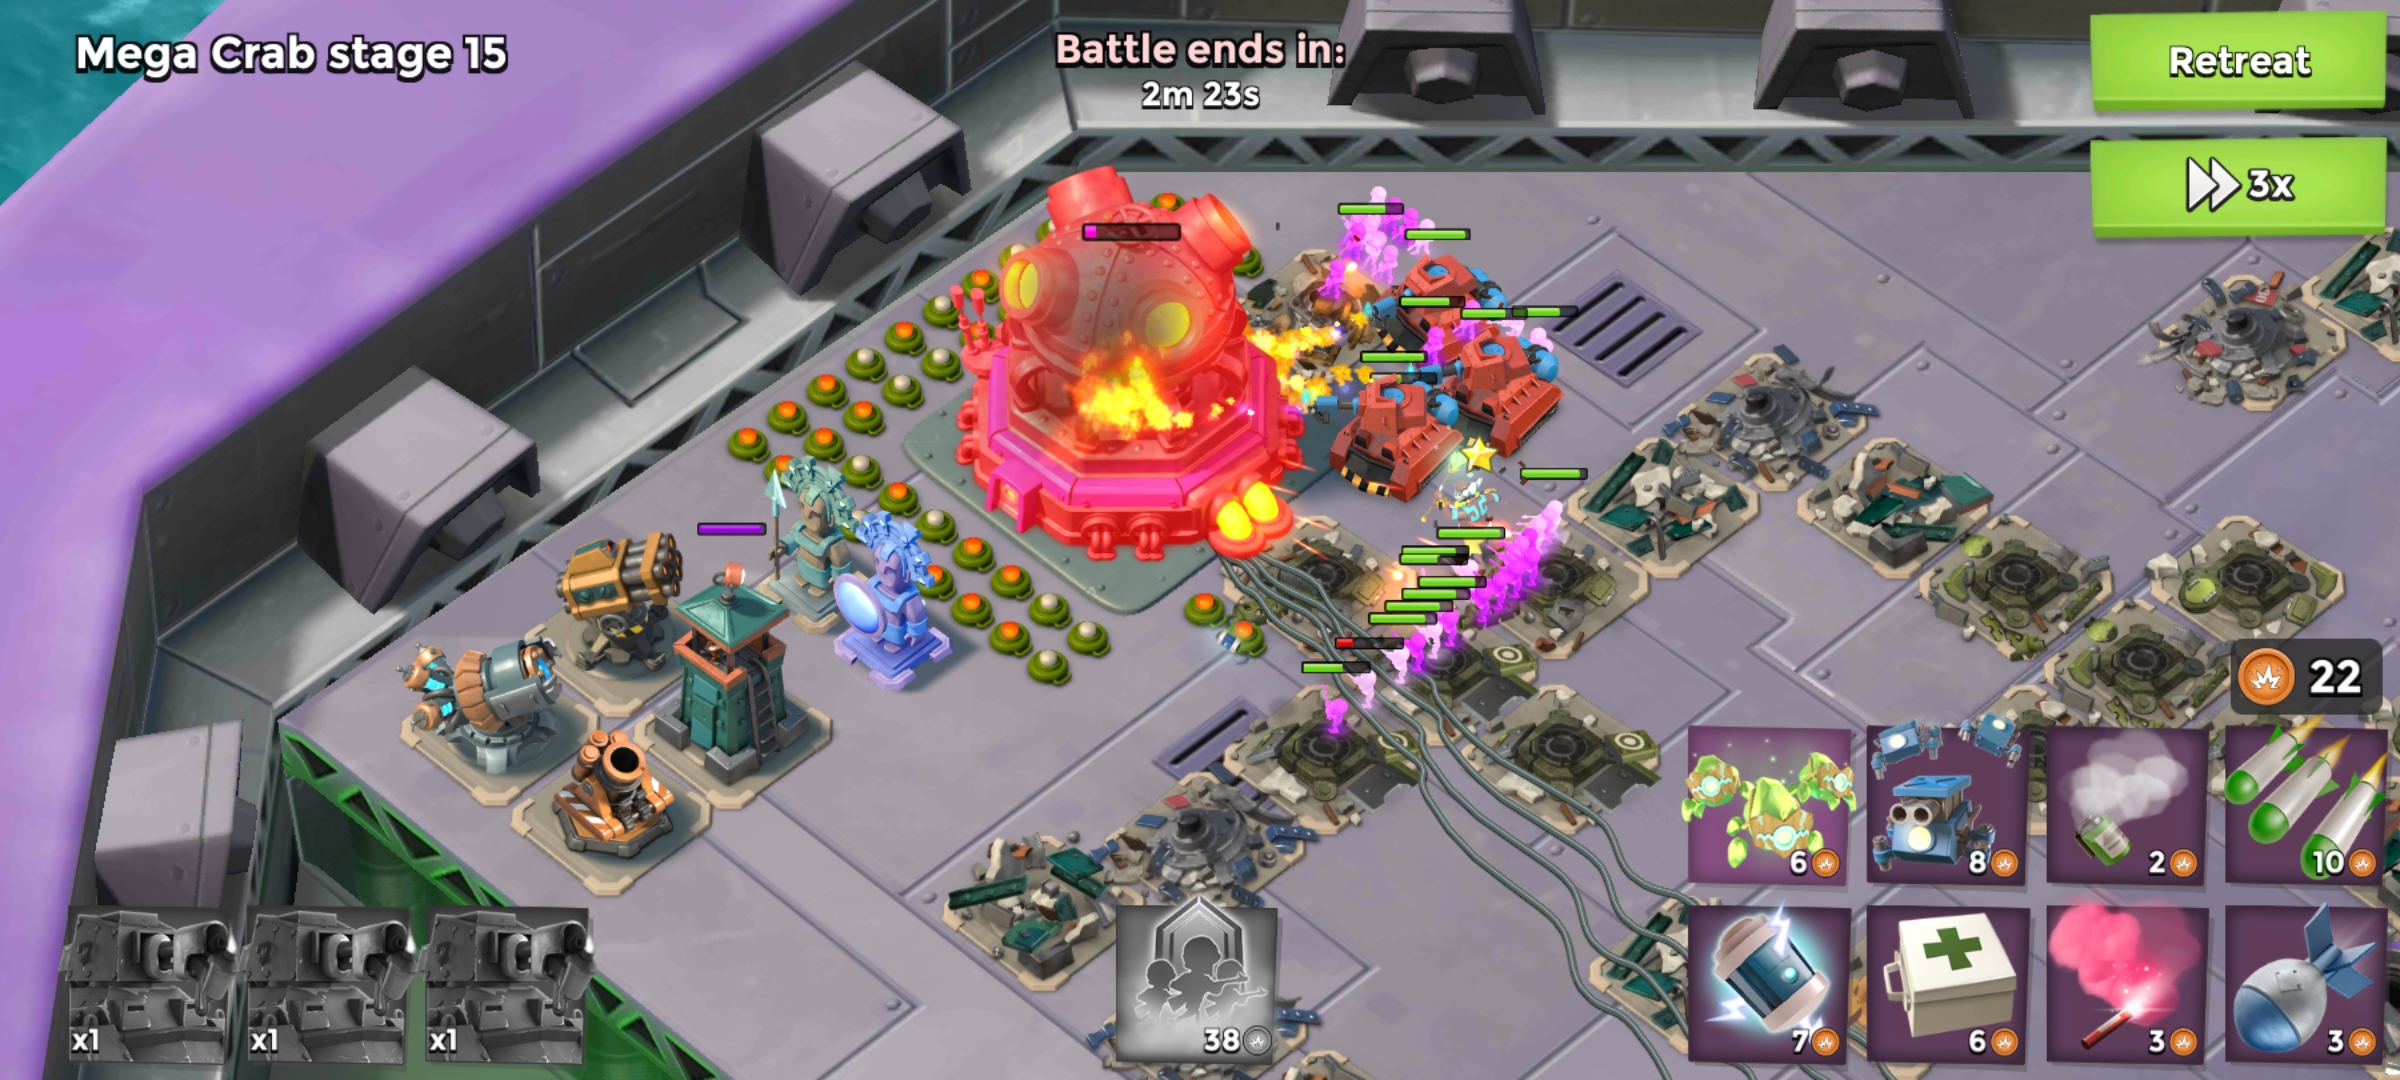 Mega Crab stage 15
Battle ends in:
2m 23s
Retreat
3x
22
6
8
2
10
x1
x1
x1
38
7
6
3
3